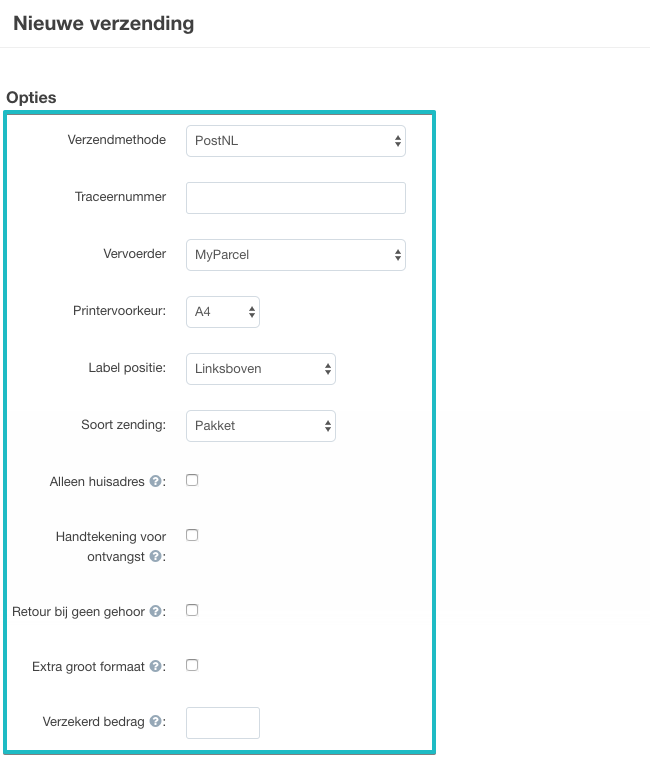 Nieuwe verzending
Opties
Verzendmethode PostNL
Traceernummer
Vervoerder MyParcel
Printervoorkeur: A4
Label positie: Linksboven
Soort zending: Pakket
Alleen huisadres ?:
Handtekening voor
ontvangst ?:
Retour bij geen gehoor ?:
Extra groot formaat ?:
Verzekerd bedrag ?: